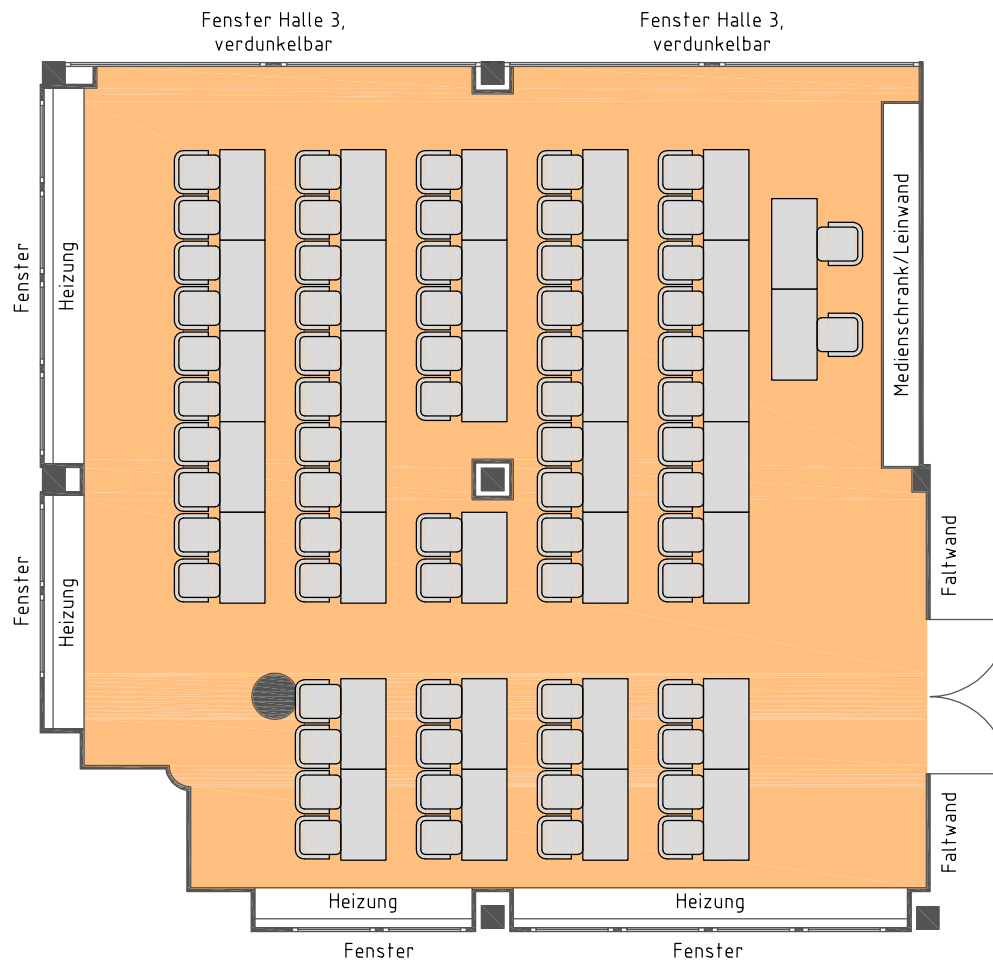 Fenster Halle 3,
verdunkelbar
Fenster Halle 3,
verdunkelbar
Fenster
Heizung
Medienschrank/Leinwand
Fenster
Heizung
Faltwand
Faltwand
Heizung
Heizung
Fenster
Fenster